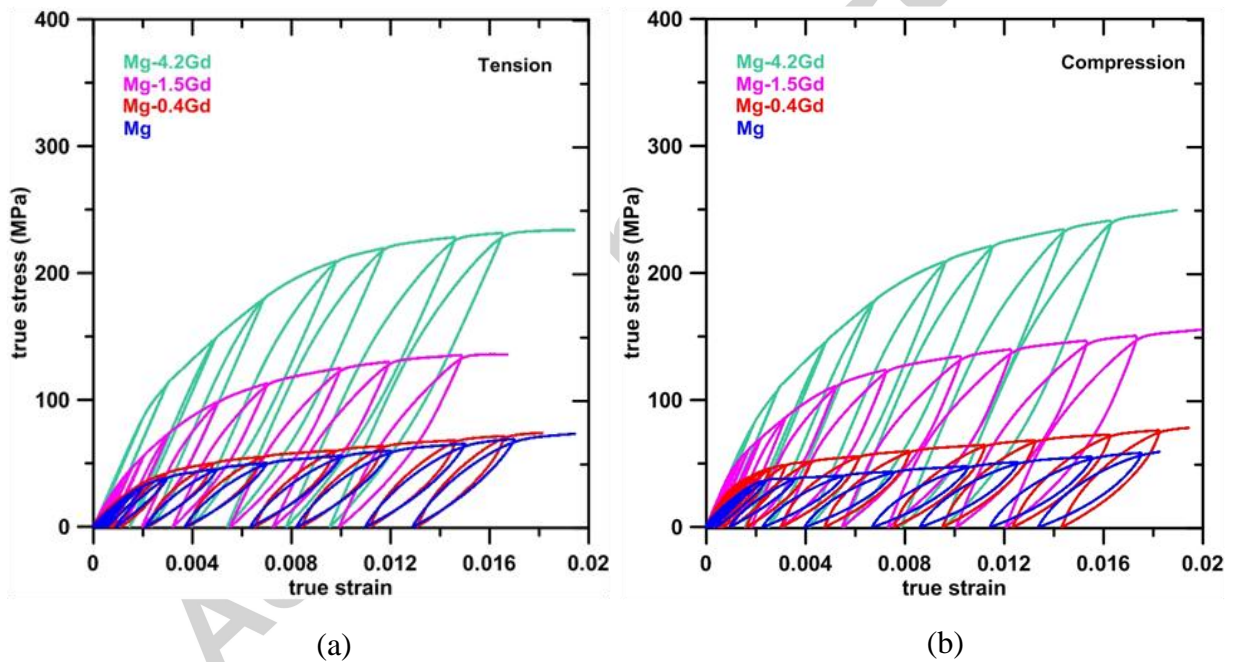 400
300
200
100
0
true stress (MPa)
Mg-4.2Gd
Mg-1.5Gd
Mg-0.4Gd
Mg
Tension
0 0.004 0.008 0.012 0.016 0.02
true strain
(a)
400
300
200
100
0
true stress (MPa)
Mg-4.2Gd
Mg-1.5Gd
Mg-0.4Gd
Mg
Compression
0 0.004 0.008 0.012 0.016 0.02
true strain
(b)